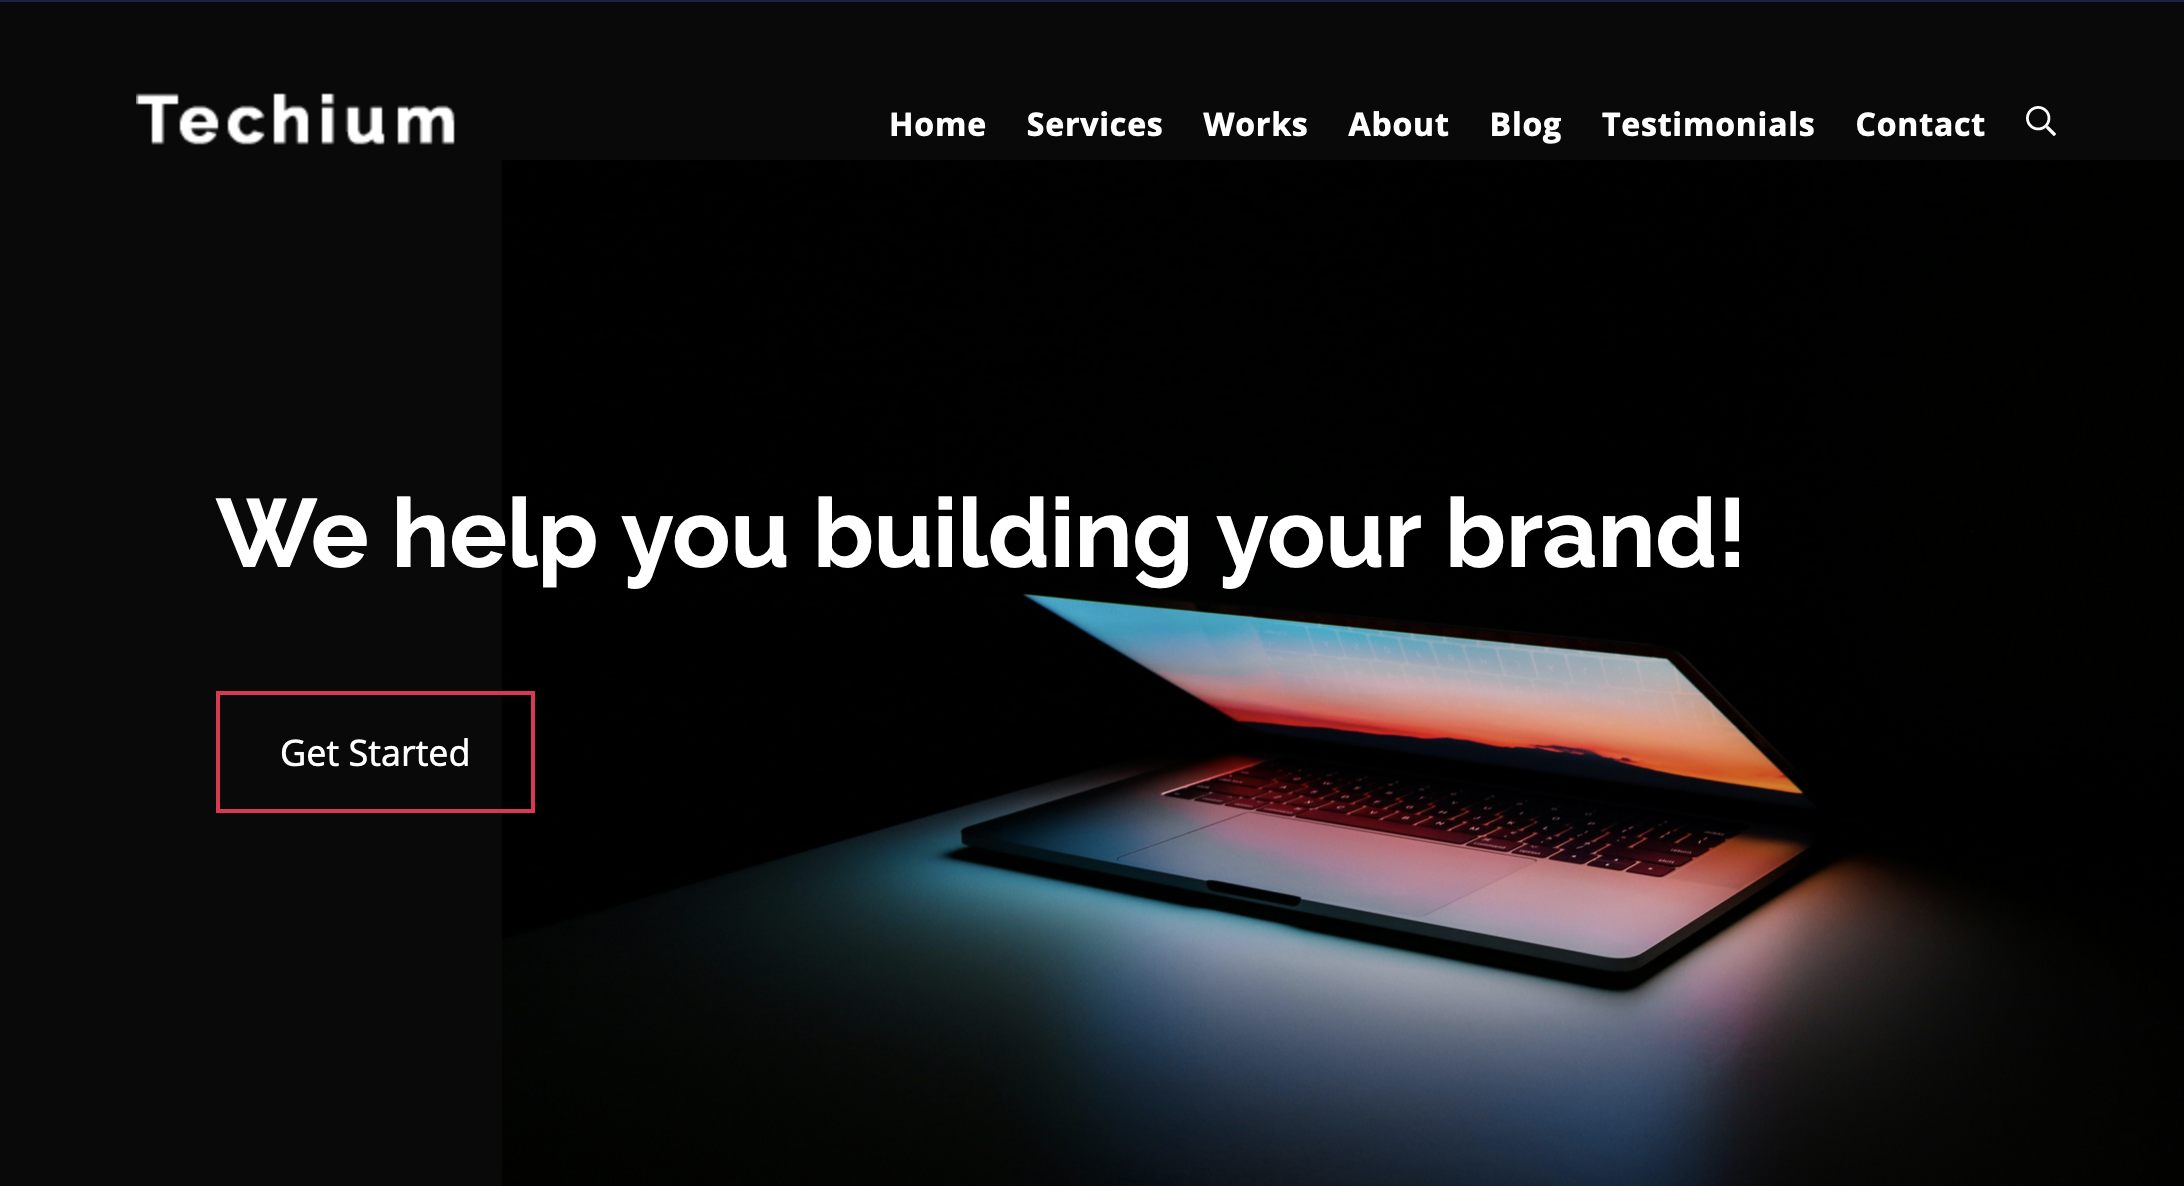 Techium
Home Services Works About Blog Testimonials Contact
We help you building your brand!
Get Started